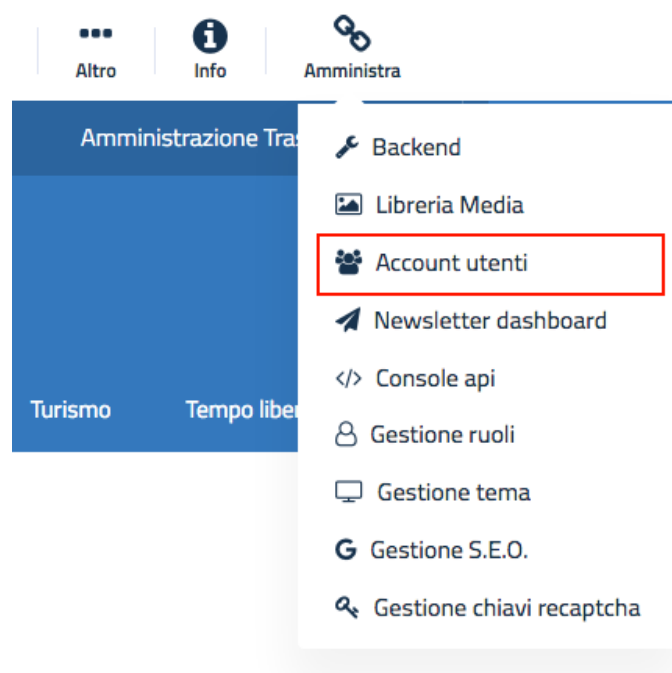 Altro
Info
Amministra
Amministrazione Tras
Backend
Libreria Media
Account utenti
Newsletter dashboard
Console api
Turismo
Tempo liber
Gestione ruoli
Gestione tema
Gestione S.E.O.
Gestione chiavi recaptcha